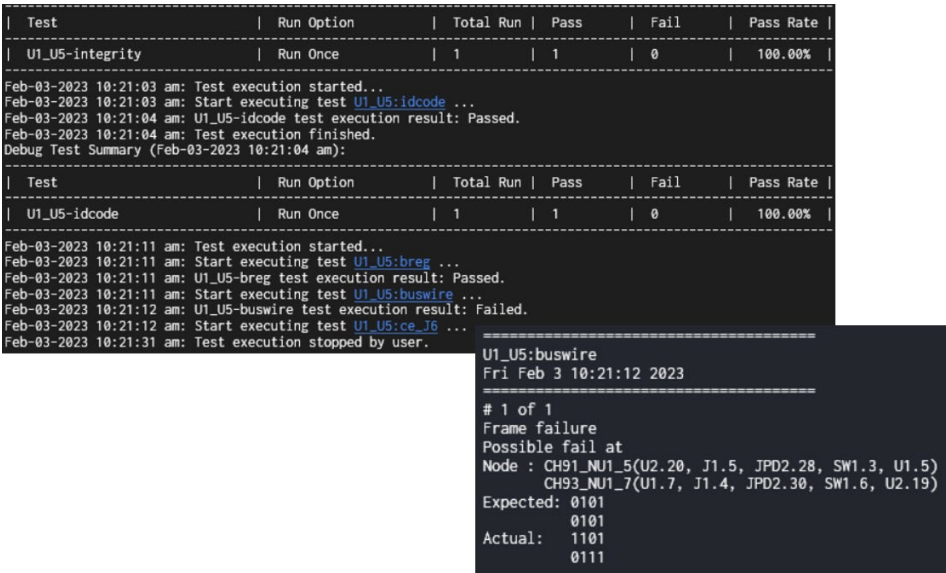 | Test | Run Option | Total Run | Pass | Fail | Pass Rate |
| U1_U5-integrity | Run Once | 1 | 1 | 0 | 100.00% |
Feb-03-2023 10:21:03 am: Test execution started...
Feb-03-2023 10:21:03 am: Start executing test U1_U5:idcode ...
Feb-03-2023 10:21:04 am: U1_U5-idcode test execution result: Passed.
Feb-03-2023 10:21:04 am: Test execution finished.
Debug Test Summary (Feb-03-2023 10:21:04 am):
| Test | Run Option | Total Run | Pass | Fail | Pass Rate |
| U1_U5-idcode | Run Once | 1 | 1 | 0 | 100.00% |
Feb-03-2023 10:21:11 am: Test execution started...
Feb-03-2023 10:21:11 am: Start executing test U1_U5:breg ...
Feb-03-2023 10:21:11 am: U1_U5-breg test execution result: Passed.
Feb-03-2023 10:21:11 am: Start executing test U1_U5:buswire ...
Feb-03-2023 10:21:12 am: U1_U5-buswire test execution result: Failed.
Feb-03-2023 10:21:12 am: Start executing test U1_U5:ce_J6 ...
Feb-03-2023 10:21:31 am: Test execution stopped by user.
========================================
U1_U5:buswire
Fri Feb 3 10:21:12 2023
========================================
# 1 of 1
Frame failure
Possible fail at
Node : CH91_NU1_5(U2.20, J1.5, JPD2.28, SW1.3, U1.5)
CH93_NU1_7(U1.7, J1.4, JPD2.30, SW1.6, U2.19)
Expected: 0101
0101
Actual: 1101
0111